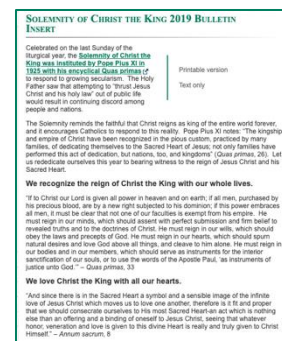 SOLEMNITY OF CHRIST THE KING 2019 BULLETIN
INSERT
Celebrated on the last Sunday of the
liturgical year, the Solemnity of Christ the
King was instituted by Pope Pius XI in
1925 with his encyclical Quas primas
to respond to growing secularism. The Holy
Father saw that attempting to "thrust Jesus
Christ and his holy law" out of public life
would result in continuing discord among
people and nations.
Printable version
Text only
The Solemnity reminds the faithful that Christ reigns as king of the entire world forever,
and it encourages Catholics to respond to this reality. Pope Pius XI notes: "The kingship
and empire of Christ have been recognized in the pious custom, practiced by many
families, of dedicating themselves to the Sacred Heart of Jesus; not only families have
performed this act of dedication, but nations, too, and kingdoms" (Quas primas, 26). Let
us rededicate ourselves this year to bearing witness to the reign of Jesus Christ and his
Sacred Heart.
We recognize the reign of Christ the King with our whole lives.
"If to Christ our Lord is given all power in heaven and on earth; if all men, purchased by
his precious blood, are by a new right subjected to his dominion; if this power embraces
all men, it must be clear that not one of our faculties is exempt from his empire. He
must reign in our minds, which should assent with perfect submission and firm belief to
revealed truths and to the doctrines of Christ. He must reign in our wills, which should
obey the laws and precepts of God. He must reign in our hearts, which should spurn
natural desires and love God above all things, and cleave to him alone. He must reign in
our bodies and in our members, which should serve as instruments for the interior
sanctification of our souls, or to use the words of the Apostle Paul, 'as instruments of
justice unto God.'" – Quas primas, 33
We love Christ the King with all our hearts.
"And since there is in the Sacred Heart a symbol and a sensible image of the infinite
love of Jesus Christ which moves us to love one another, therefore is it fit and proper
that we should consecrate ourselves to His most Sacred Heart-an act which is nothing
else than an offering and a binding of oneself to Jesus Christ, seeing that whatever
honor, veneration and love is given to this divine Heart is really and truly given to Christ
Himself." – Annum sacrum, 8